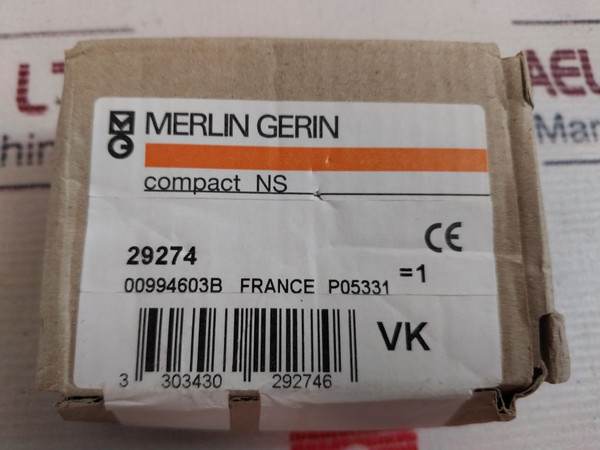 MERLIN GERIN
compact NS
CE
29274
=1
00994603B FRANCE P05331
VK
3 303430 292746